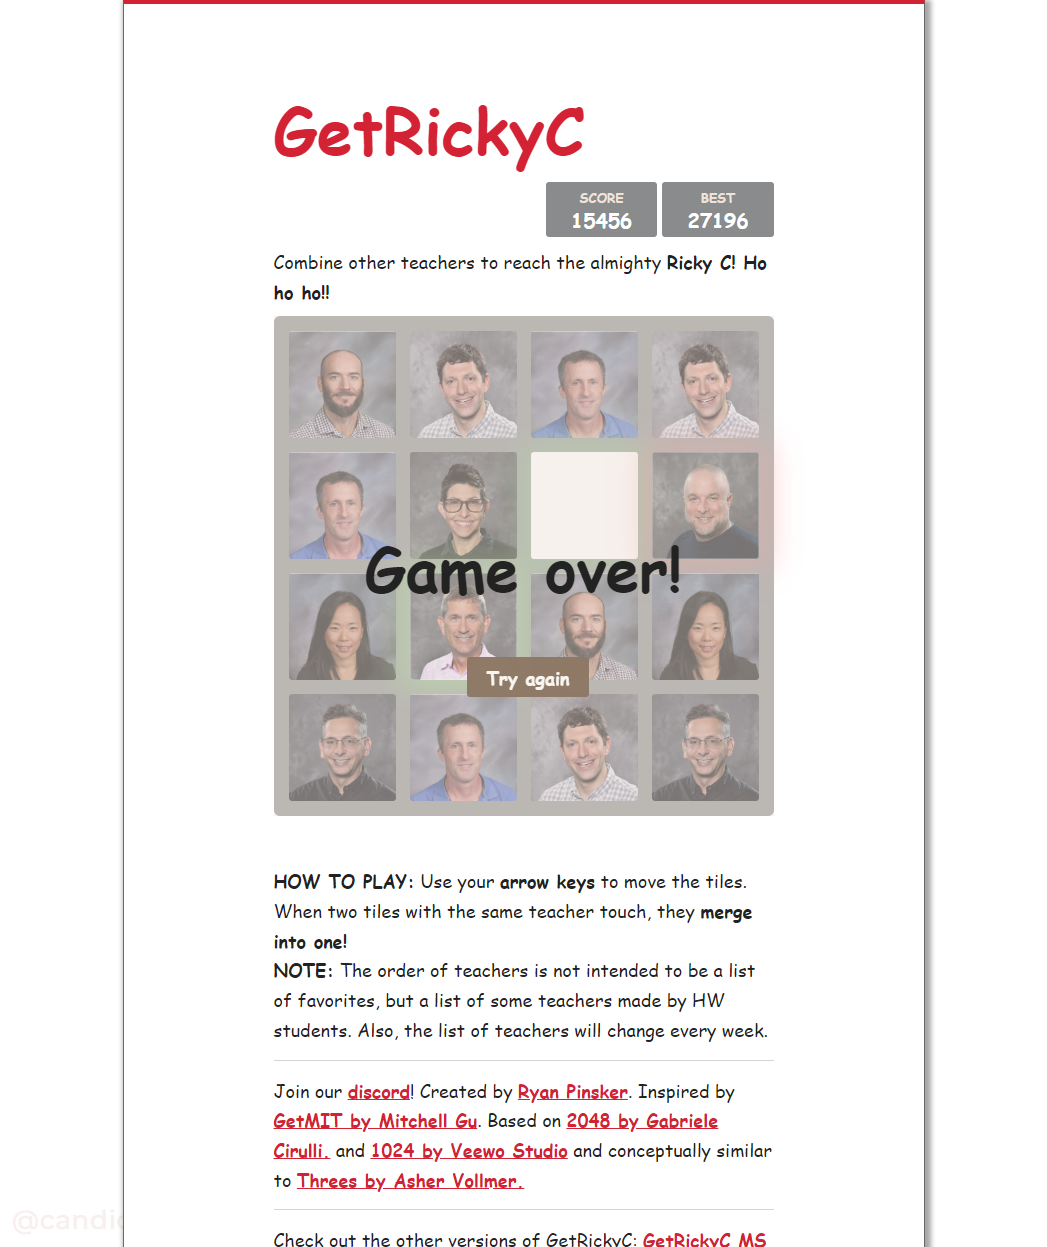 GetRickyC
SCORE
15456
BEST
27196
Combine other teachers to reach the almighty Ricky C! Ho
ho ho!!
Game over!
Try again
HOW TO PLAY: Use your arrow keys to move the tiles.
When two tiles with the same teacher touch, they merge
into one!
NOTE: The order of teachers is not intended to be a list
of favorites, but a list of some teachers made by HW
students. Also, the list of teachers will change every week.
Join our discord! Created by Ryan Pinsker. Inspired by
GetMIT by Mitchell Gu. Based on 2048 by Gabriele
Cirulli. and 1024 by Veewo Studio and conceptually similar
to Threes by Asher Vollmer.
Check out the other versions of GetRickyC: GetRickyC MS